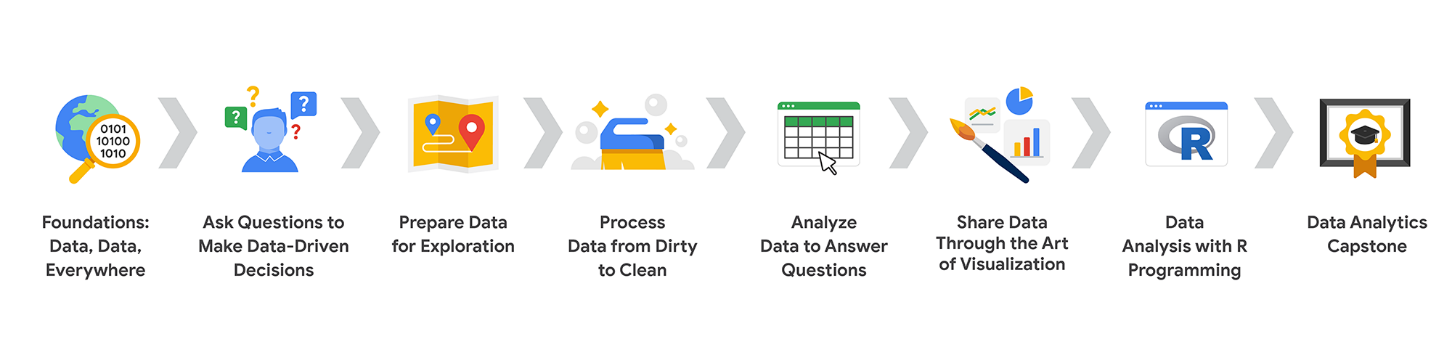 0101
10100
1010
?
?
?
?
R
Foundations:
Data, Data,
Everywhere
Ask Questions to
Make Data-Driven
Decisions
Prepare Data
for Exploration
Process
Data from Dirty
to Clean
Analyze
Data to Answer
Questions
Share Data
Through the Art
of Visualization
Data
Analysis with R
Programming
Data Analytics
Capstone